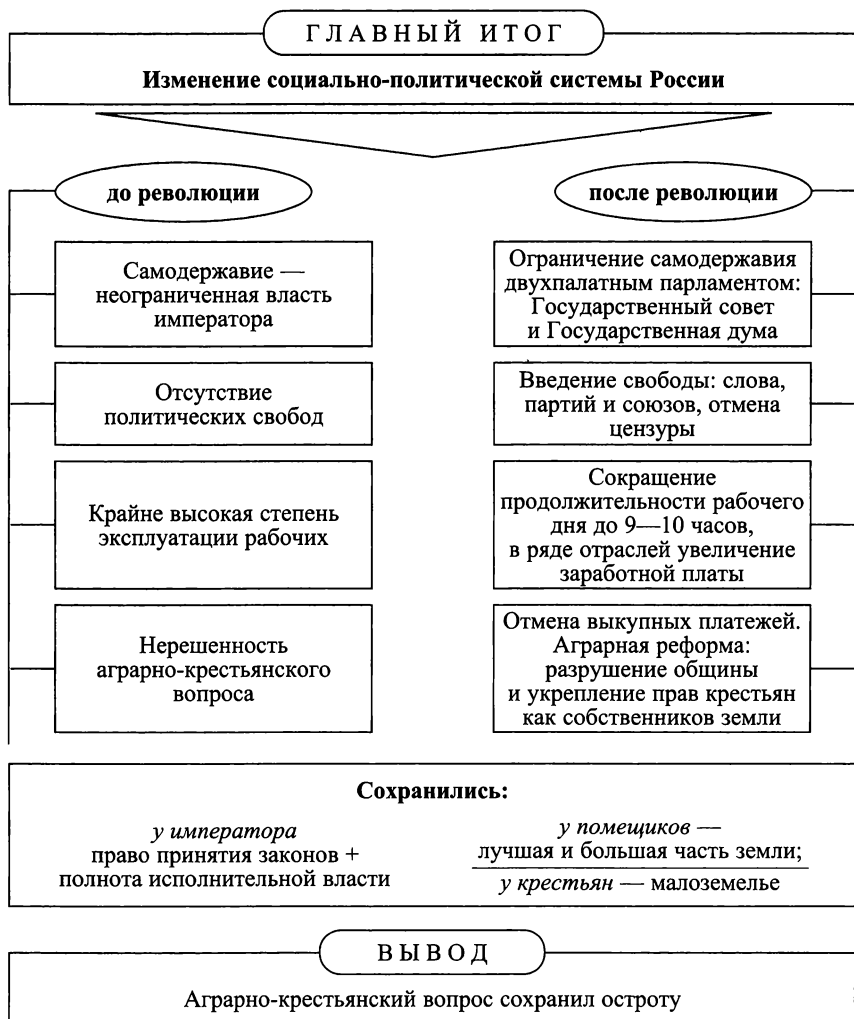 ГЛАВНЫЙ ИТОГ
Изменение социально-политической системы России
до революции
после революции
Самодержавие —
неограниченная власть
императора
Ограничение самодержавия
двухпалатным парламентом:
Государственный совет
и Государственная дума
Отсутствие
политических свобод
Введение свободы: слова,
партий и союзов, отмена
цензуры
Крайне высокая степень
эксплуатации рабочих
Сокращение
продолжительности рабочего
дня до 9—10 часов,
в ряде отраслей увеличение
заработной платы
Нерешенность
аграрно-крестьянского
вопроса
Отмена выкупных платежей.
Аграрная реформа:
разрушение общины
и укрепление прав крестьян
как собственников земли
Сохранились:
у императора
право принятия законов +
полнота исполнительной власти
у помещиков —
лучшая и большая часть земли;
у крестьян — малоземелье
ВЫВОД
Аграрно-крестьянский вопрос сохранил остроту